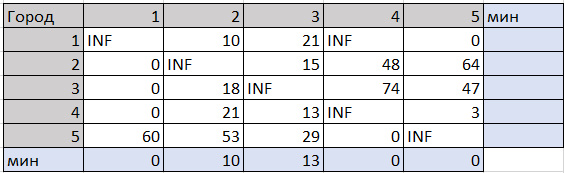 Город 1 2 3 4 5 мин
1 INF 10 21 INF 0
2 0 INF 15 48 64
3 0 18 INF 74 47
4 0 21 13 INF 3
5 60 53 29 0 INF
мин 0 10 13 0 0